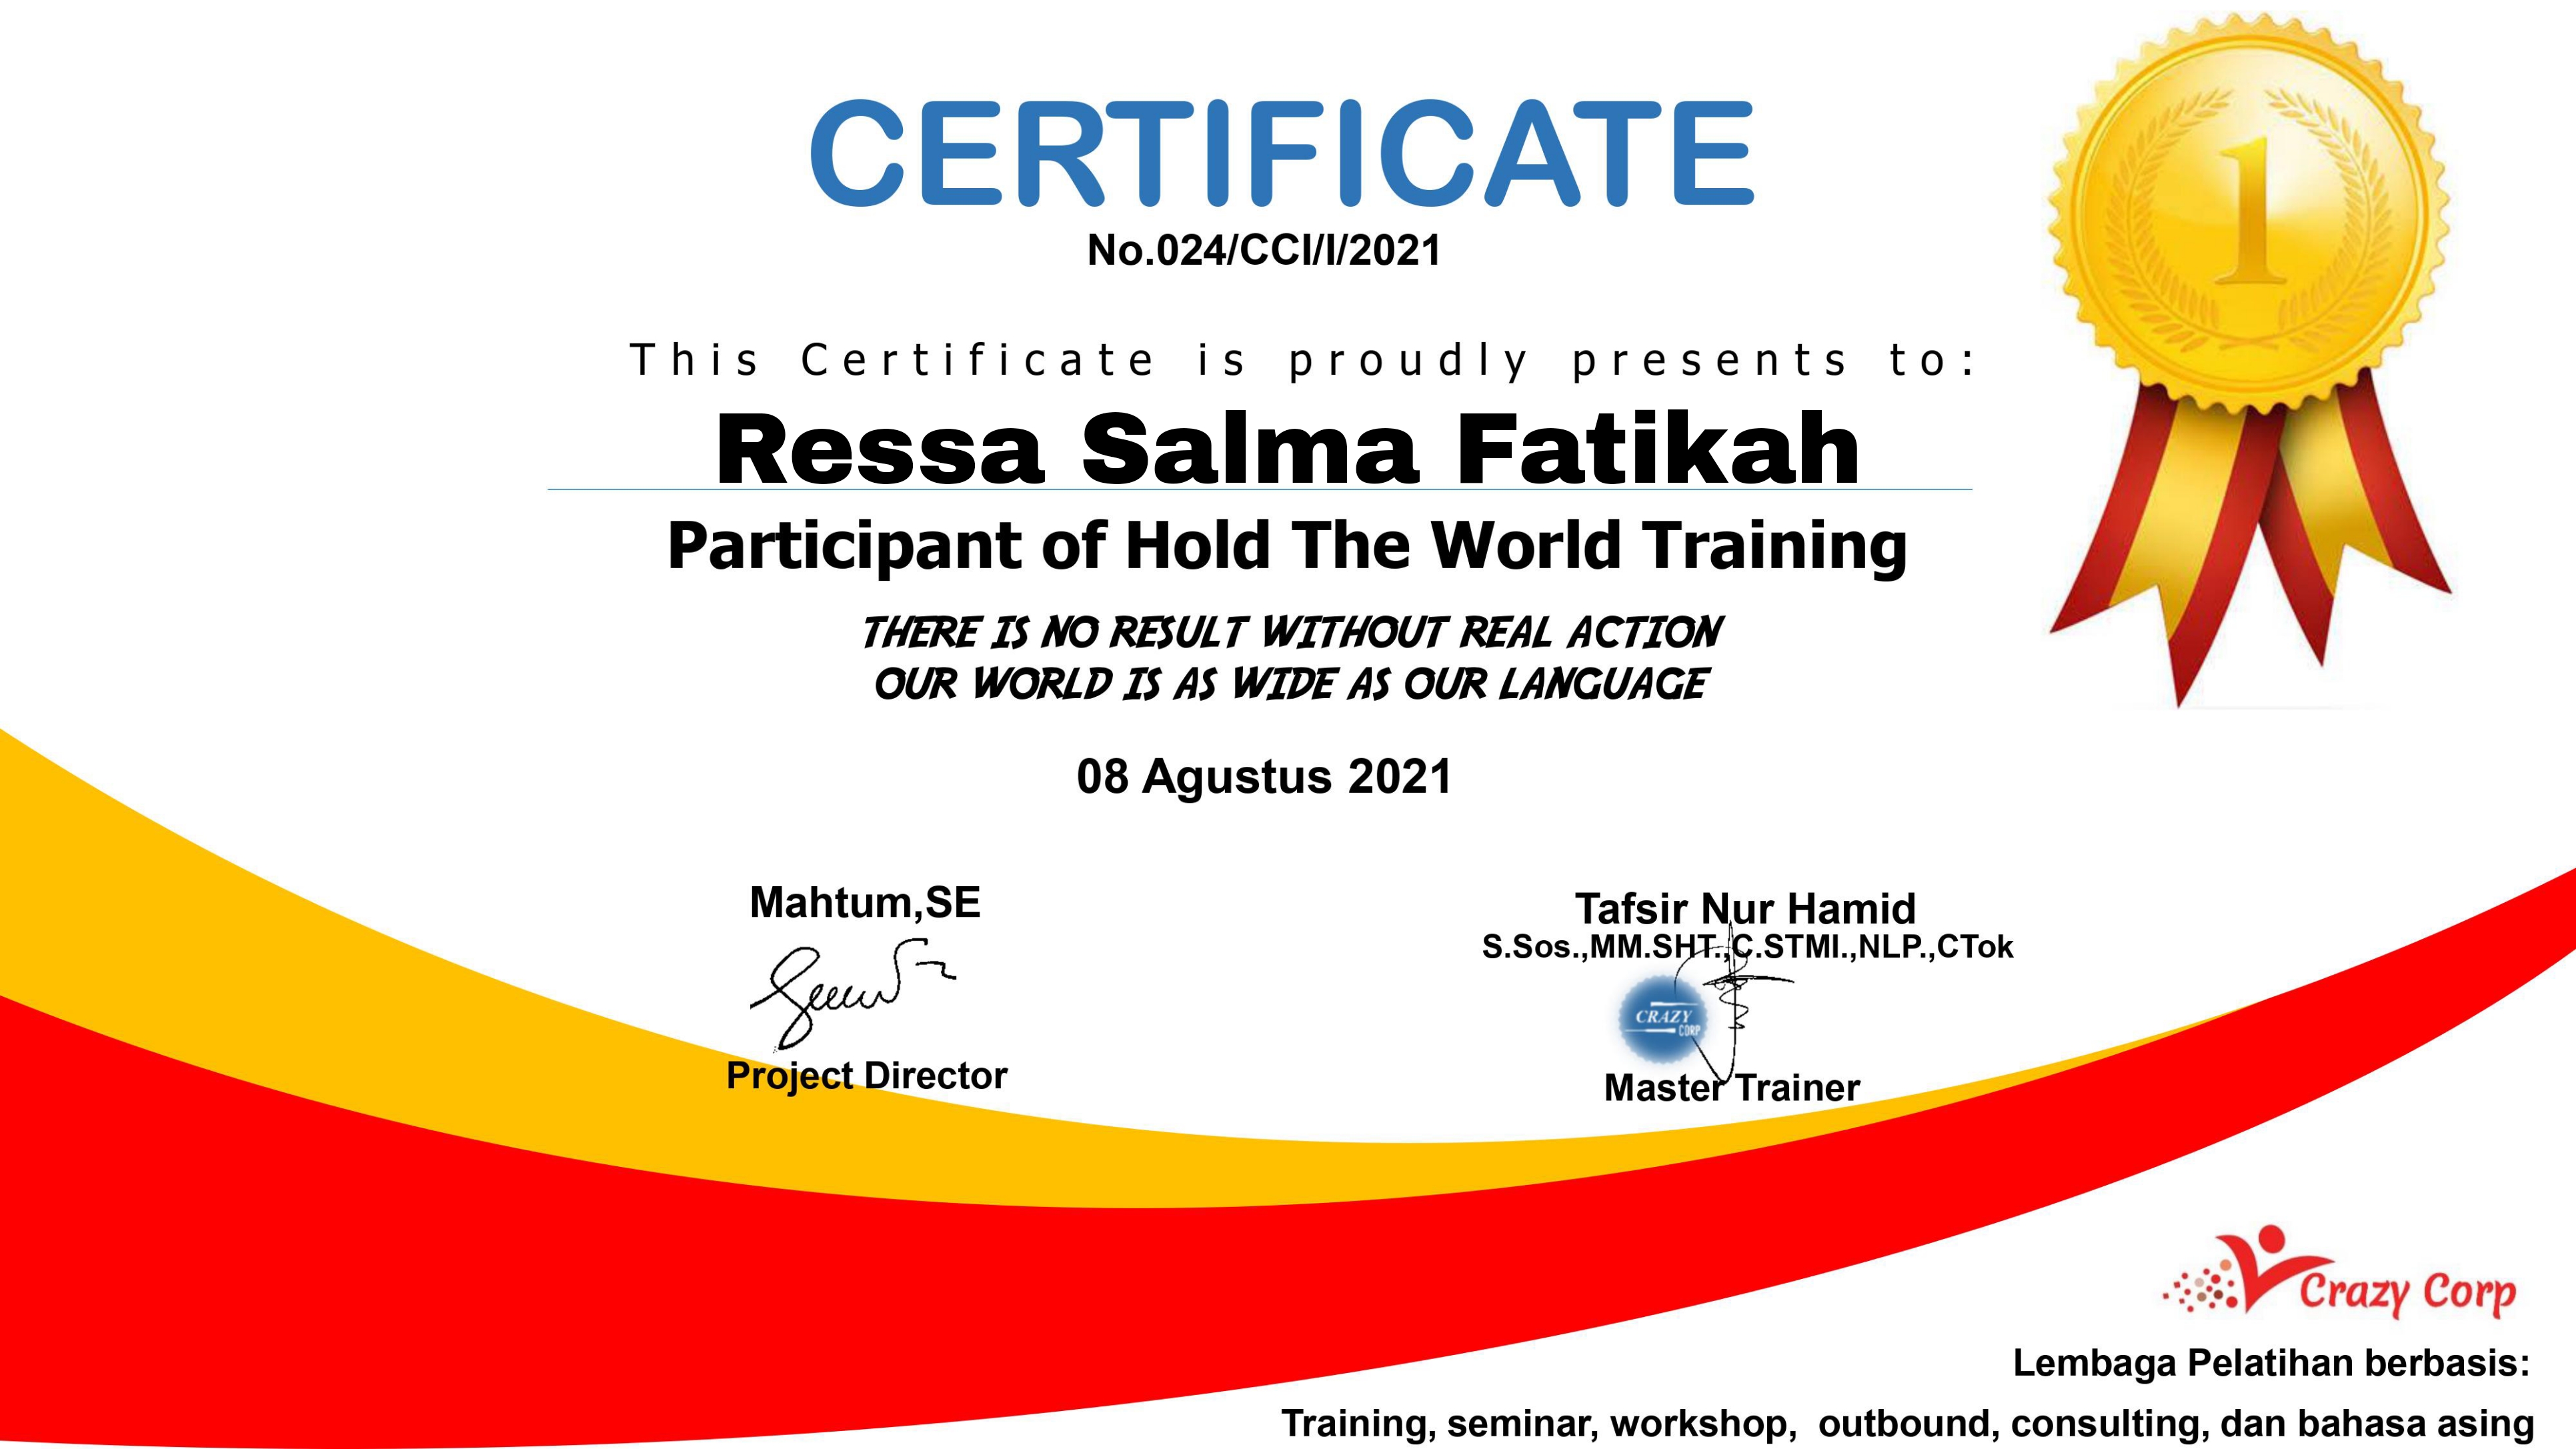 CERTIFICATE
No.024/CCI/I/2021
This Certificate is proudly presents to:
Ressa Salma Fatikah
Participant of Hold The World Training
THERE IS NO RESULT WITHOUT REAL ACTION
OUR WORLD IS AS WIDE AS OUR LANGUAGE
08 Agustus 2021
Mahtum,SE
Project Director
Tafsir Nur Hamid
S.Sos.,MM.SHT.,C.STMI.,NLP.,CTok
CRAZY
CORP
Master Trainer
1
Crazy Corp
Lembaga Pelatihan berbasis:
Training, seminar, workshop, outbound, consulting, dan bahasa asing